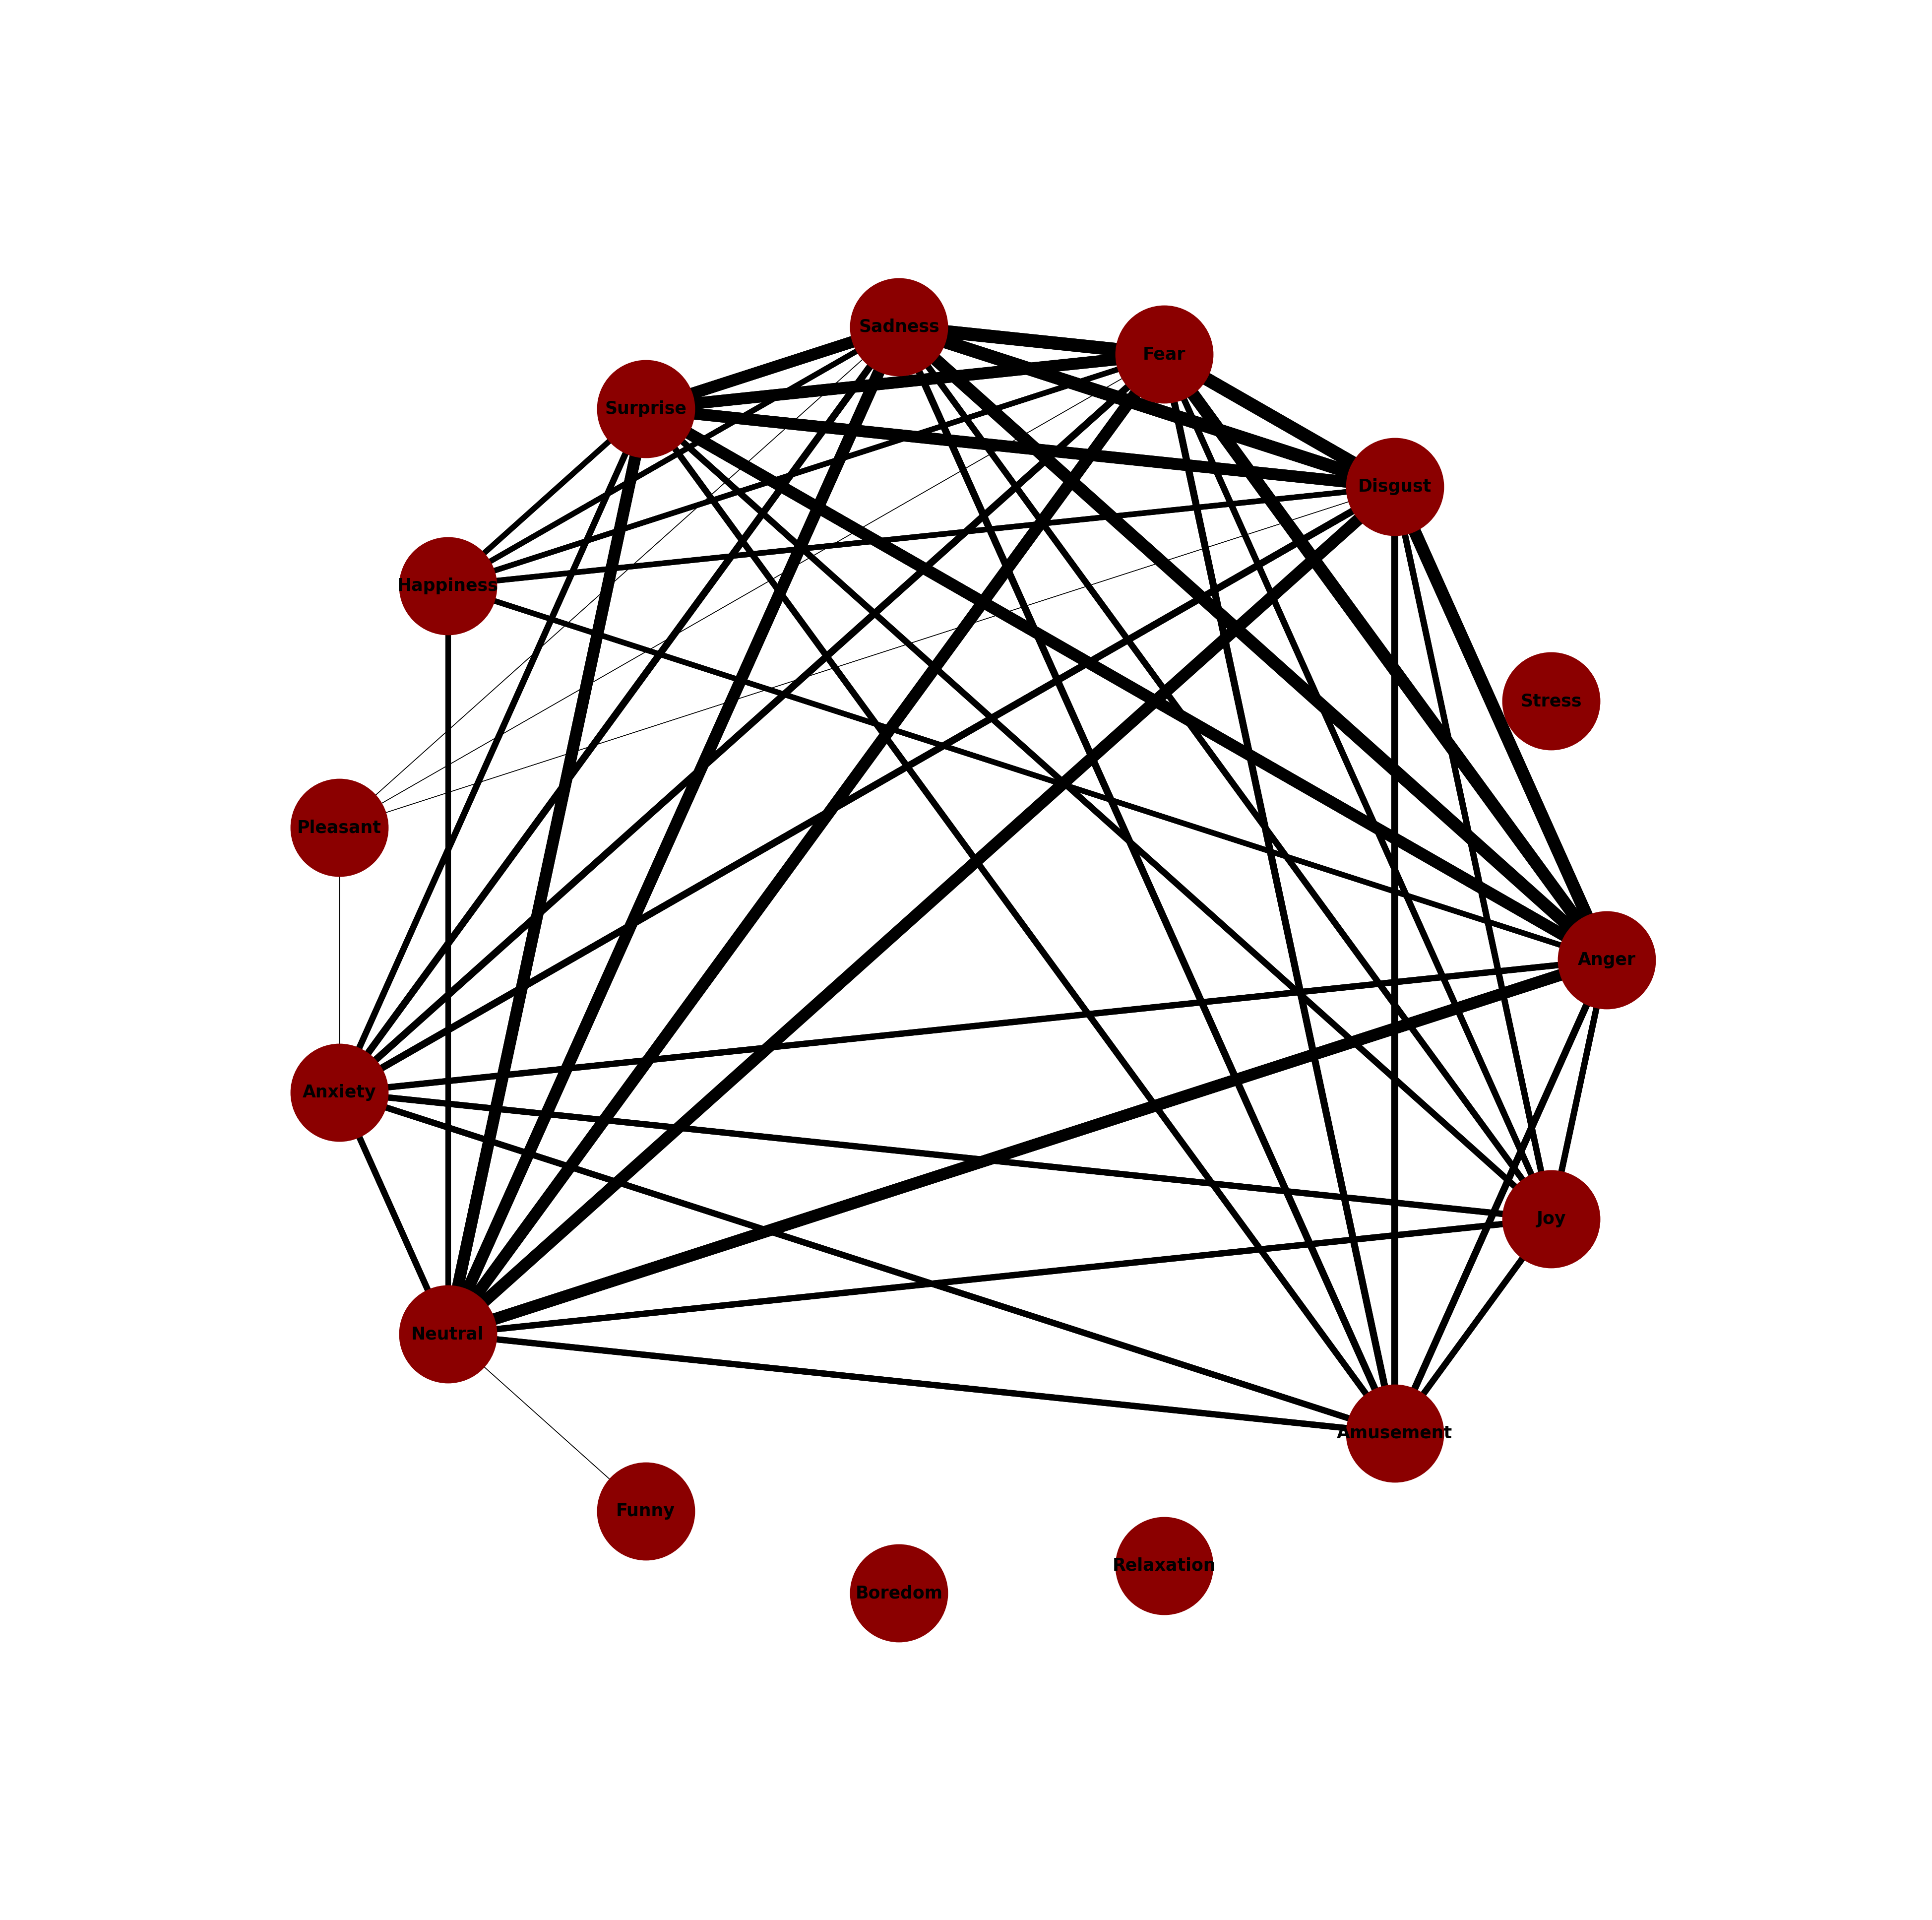 Sadness
Fear
Surprise
Disgust
Happiness
Stress
Pleasant
Anger
Anxiety
Joy
Neutral
Amusement
Funny
Relaxation
Boredom